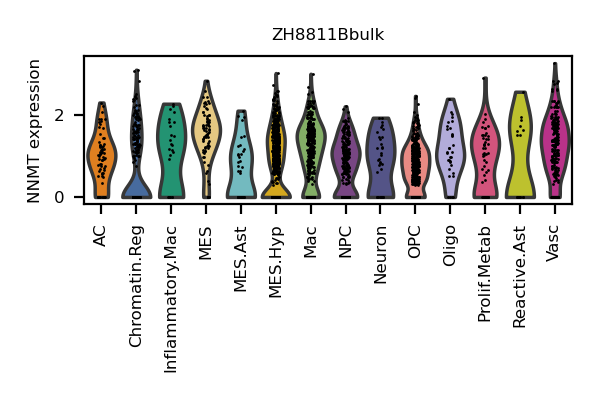 ZH8811Bbulk
NNMT expression
2
0
AC
Chromatin.Reg
Inflammatory.Mac
MES
MES.Ast
MES.Hyp
Mac
NPC
Neuron
OPC
Oligo
Prolif.Metab
Reactive.Ast
Vasc